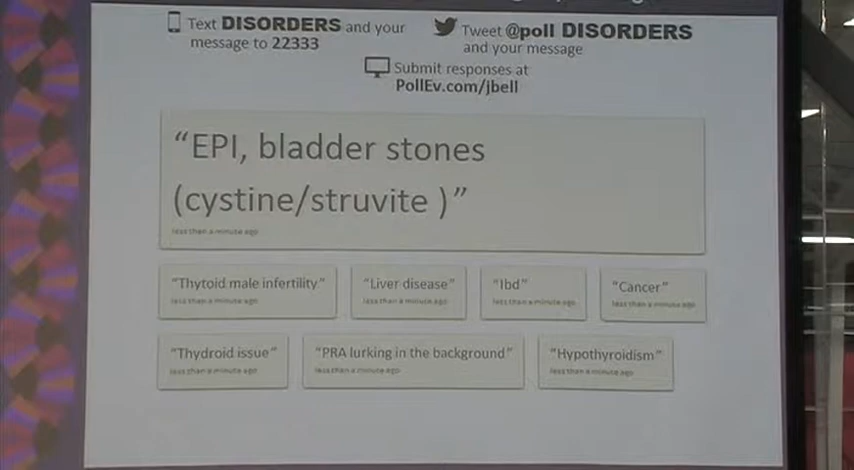 Text DISORDERS and your
message to 22333
Tweet @poll DISORDERS
and your message
Submit responses at
PollEv.com/jbell
“EPI, bladder stones
(cystine/struvite )”
less than a minute ago
“Thytoid male infertility”
less than a minute ago
“Liver disease”
less than a minute ago
“Ibd”
less than a minute ago
“Cancer”
less than a minute ago
“Thydroid issue”
less than a minute ago
“PRA lurking in the background”
less than a minute ago
“Hypothyroidism”
less than a minute ago